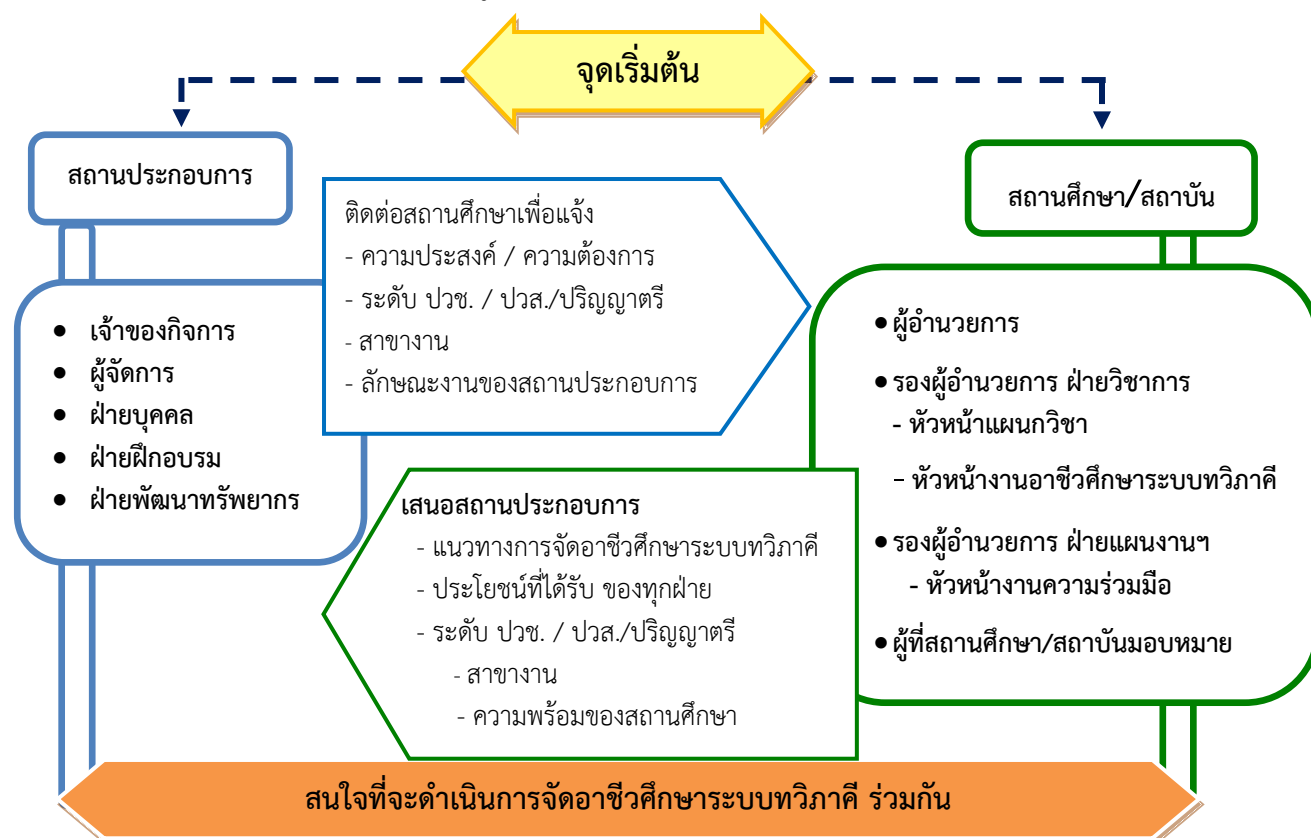 จุดเริ่มต้น
สถานประกอบการ
สถานศึกษา/สถาบัน
ติดต่อสถานศึกษาเพื่อแจ้ง
- ความประสงค์ / ความต้องการ
- ระดับ ปวช. / ปวส./ปริญญาตรี
- สาขางาน
- ลักษณะงานของสถานประกอบการ
• เจ้าของกิจการ
• ผู้จัดการ
• ฝ่ายบุคคล
• ฝ่ายฝึกอบรม
• ฝ่ายพัฒนาทรัพยากร
• ผู้อำนวยการ
• รองผู้อำนวยการ ฝ่ายวิชาการ
- หัวหน้าแผนกวิชา
- หัวหน้างานอาชีวศึกษาระบบทวิภาคี
• รองผู้อำนวยการ ฝ่ายแผนงานฯ
- หัวหน้างานความร่วมมือ
• ผู้ที่สถานศึกษา/สถาบันมอบหมาย
เสนอสถานประกอบการ
- แนวทางการจัดอาชีวศึกษาระบบทวิภาคี
- ประโยชน์ที่ได้รับ ของทุกฝ่าย
- ระดับ ปวช. / ปวส./ปริญญาตรี
- สาขางาน
- ความพร้อมของสถานศึกษา
สนใจที่จะดำเนินการจัดอาชีวศึกษาระบบทวิภาคี ร่วมกัน